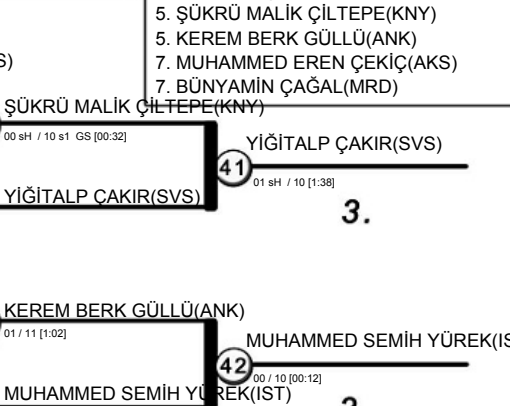 5. ŞÜKRÜ MALİK ÇİLTEPE(KNY)
5. KEREM BERK GÜLLÜ(ANK)
7. MUHAMMED EREN ÇEKİÇ(AKS)
7. BÜNYAMİN ÇAĞAL(MRD)
S)
ŞÜKRÜ MALİK ÇİLTEPE(KNY)
00 sH / 10 s1 GS [00:32]
YİĞİTALP ÇAKIR(SVS)
41
01 sH / 10 [1:38]
YİĞİTALP ÇAKIR(SVS)
3.
KEREM BERK GÜLLÜ(ANK)
01 / 11 [1:02]
MUHAMMED SEMİH YÜREK(IS
42
00 / 10 [00:12]
MUHAMMED SEMİH YÜREK(IST)